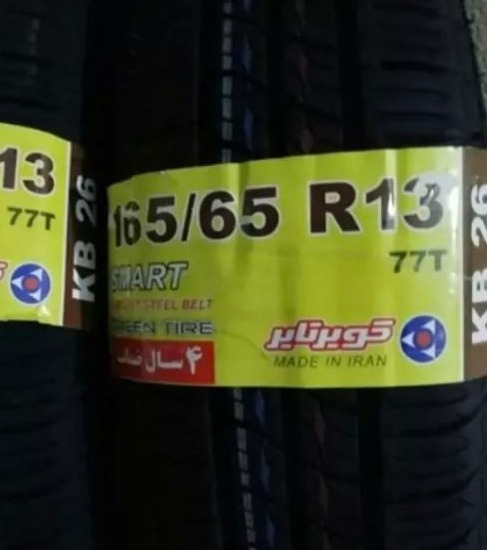 13
77T
KB 26
165/65 R13
77T
SMART
STEEL BELT
GREEN TIRE
۴ سال
کویرتایر
MADE IN IRAN
KB 26